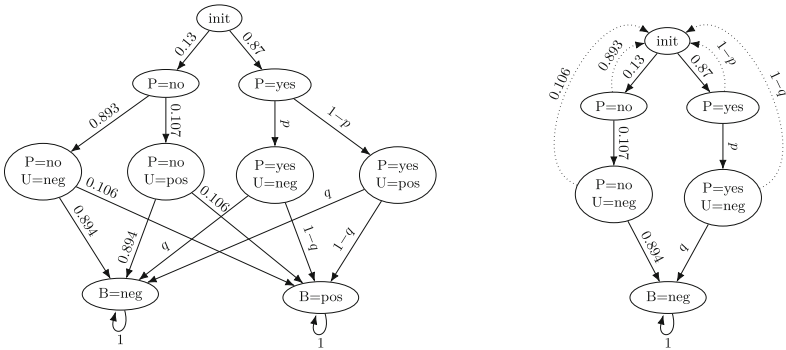 init
0.13
0.87
P=no
P=yes
0.893
0.107
p
1−p
P=no
U=neg
P=no
U=pos
P=yes
U=neg
P=yes
U=pos
0.106
0.106
q
0.894
0.894
q
1−q
1−q
B=neg
B=pos
1
1
init
0.106
0.893
0.13
0.87
1−p
1−q
P=no
P=yes
0.107
p
P=no
U=neg
P=yes
U=neg
0.894
q
B=neg
1